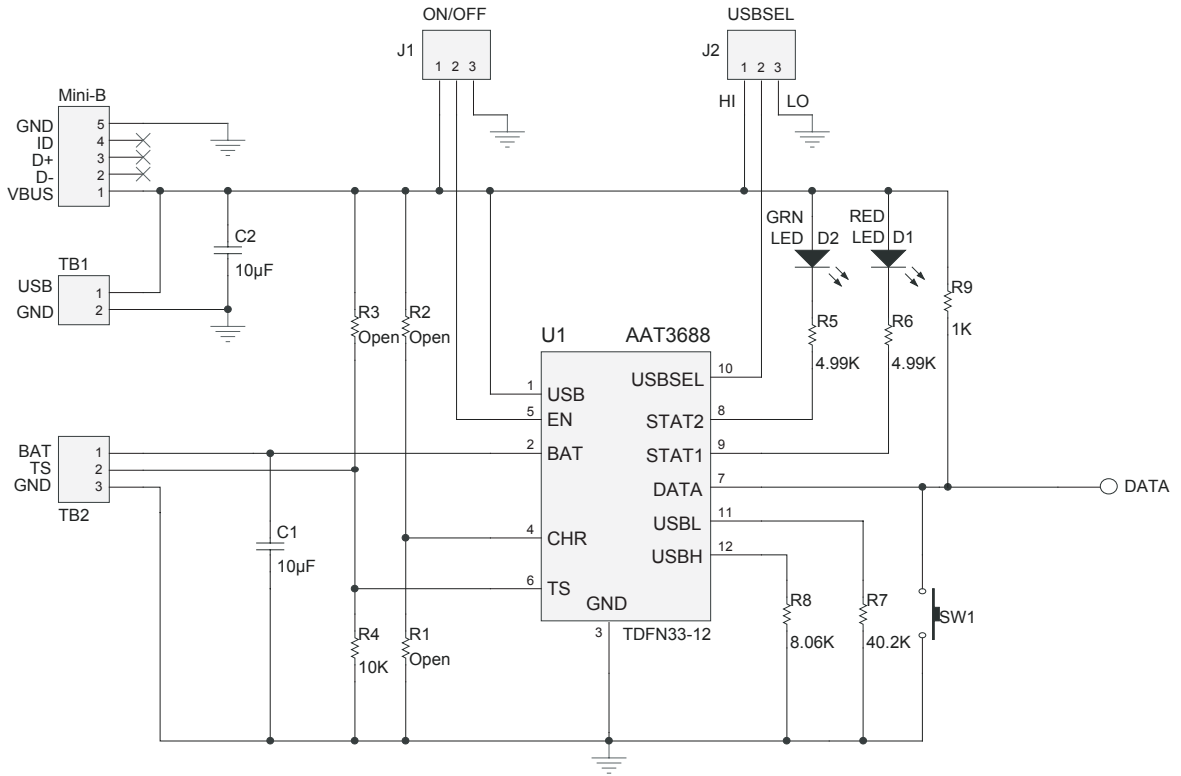 ON/OFF
USBSEL
J1
1 2 3
J2
1 2 3
HI
LO
Mini-B
GND
5
ID
4
D+
3
D-
2
VBUS
1
GRN
LED
D2
RED
LED
D1
C2
10µF
TB1
USB
1
GND
2
R9
1K
R3
Open
R2
Open
R5
4.99K
R6
4.99K
U1
AAT3688
1
USB
5
EN
2
BAT
4
CHR
6
TS
GND
3
TDFN33-12
USBSEL
10
STAT2
8
STAT1
9
DATA
7
USBL
11
USBH
12
DATA
BAT
1
TS
2
GND
3
TB2
C1
10µF
R4
10K
R1
Open
R8
8.06K
R7
40.2K
SW1